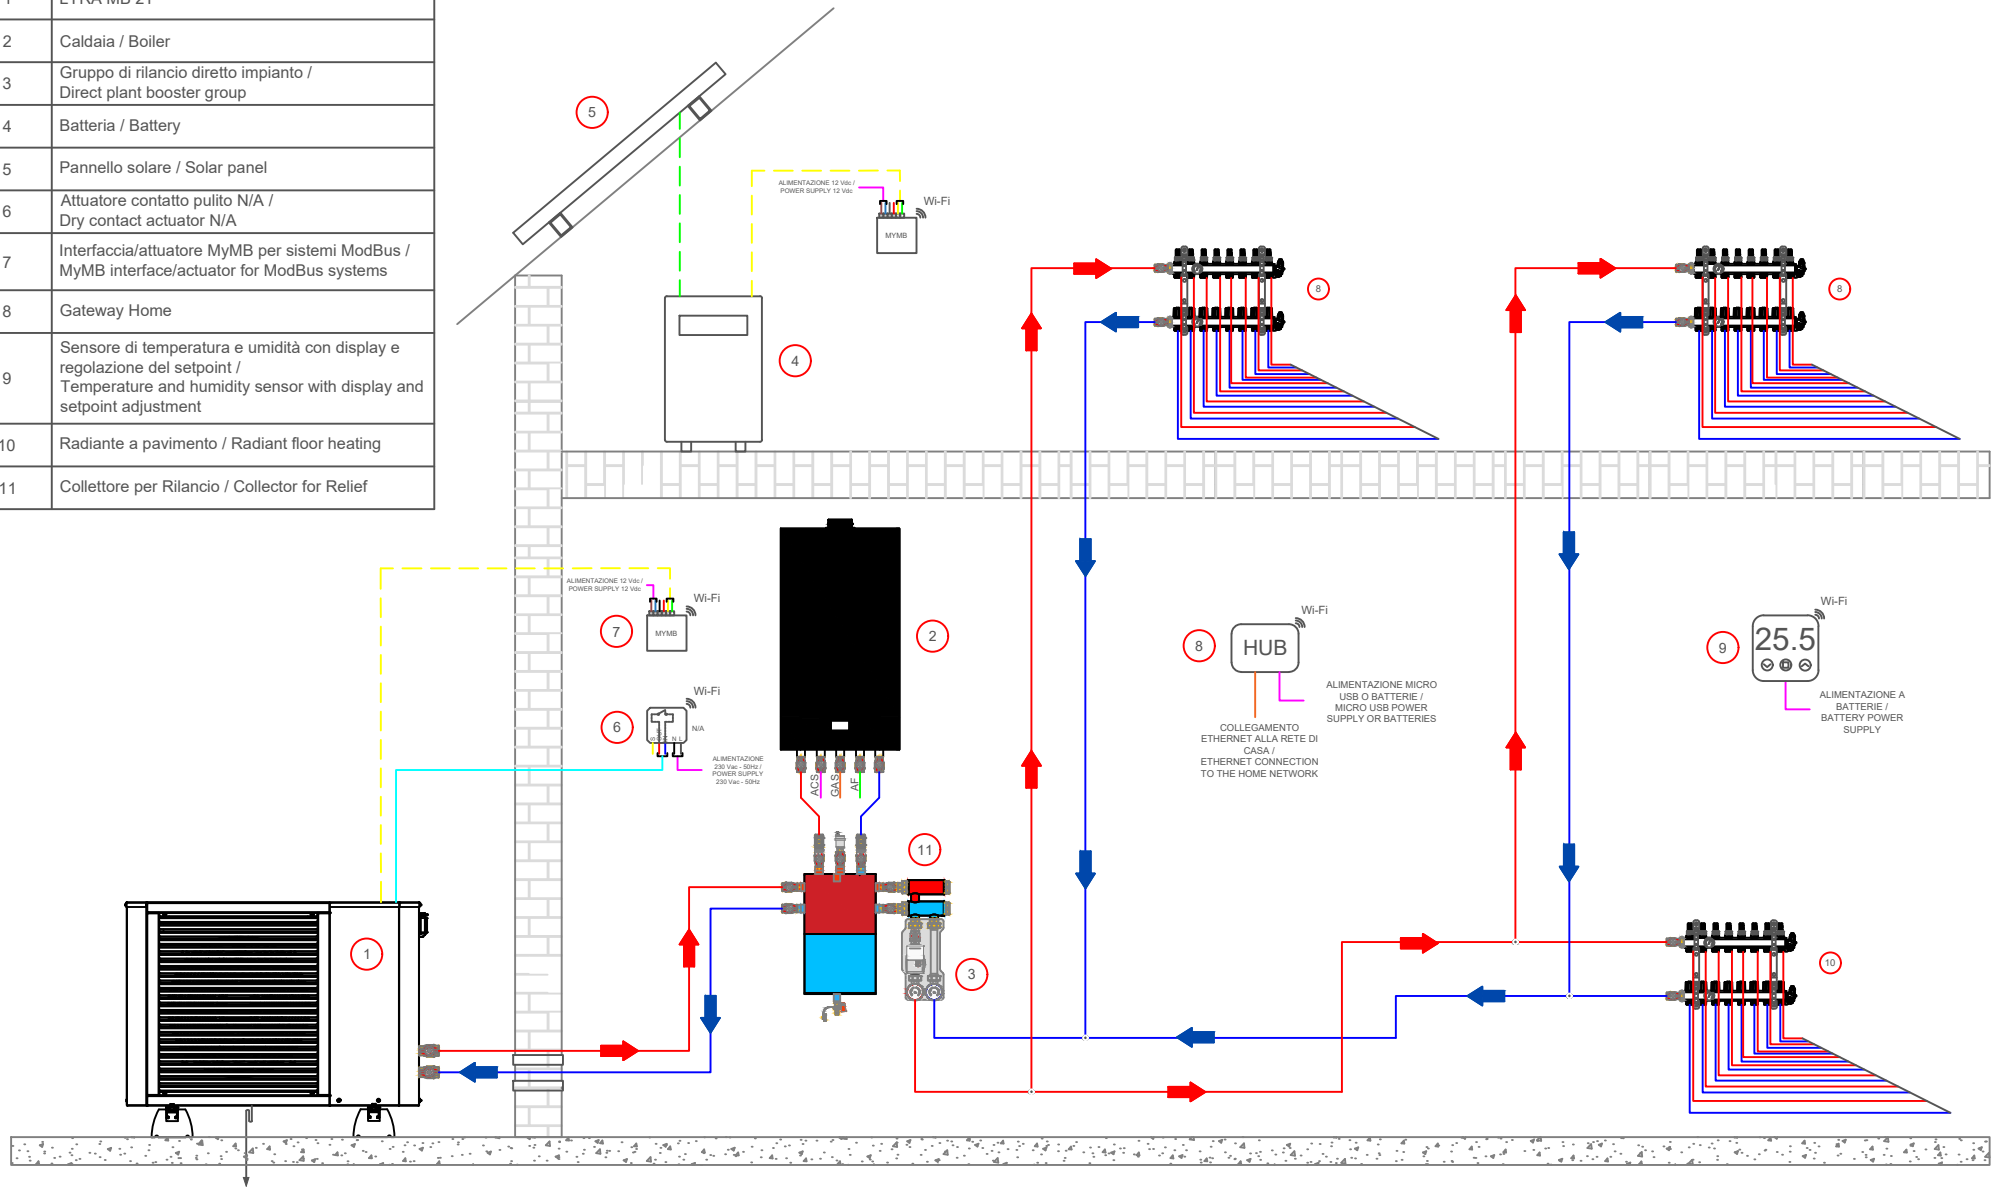 1
LYRA MB 21
2
Caldaia / Boiler
3
Gruppo di rilancio diretto impianto /
Direct plant booster group
4
Batteria / Battery
5
Pannello solare / Solar panel
6
Attuatore contatto pulito N/A /
Dry contact actuator N/A
7
Interfaccia/attuatore MyMB per sistemi ModBus /
MyMB interface/actuator for ModBus systems
8
Gateway Home
9
Sensore di temperatura e umidità con display e
regolazione del setpoint /
Temperature and humidity sensor with display and
setpoint adjustment
10
Radiante a pavimento / Radiant floor heating
11
Collettore per Rilancio / Collector for Relief
5
ALIMENTAZIONE 12 Vdc /
POWER SUPPLY 12 Vdc
Wi-Fi
MYMB
4
8
8
ALIMENTAZIONE 12 Vdc /
POWER SUPPLY 12 Vdc
Wi-Fi
7
MYMB
2
Wi-Fi
6
N/A
N L
ALIMENTAZIONE
230 Vac - 50Hz /
POWER SUPPLY
230 Vac - 50Hz
ACS
GAS
AF
Wi-Fi
8
HUB
ALIMENTAZIONE MICRO
USB O BATTERIE /
MICRO USB POWER
SUPPLY OR BATTERIES
COLLEGAMENTO
ETHERNET ALLA RETE DI
CASA /
ETHERNET CONNECTION
TO THE HOME NETWORK
Wi-Fi
9
25.5
ALIMENTAZIONE A
BATTERIE /
BATTERY POWER
SUPPLY
11
1
3
10